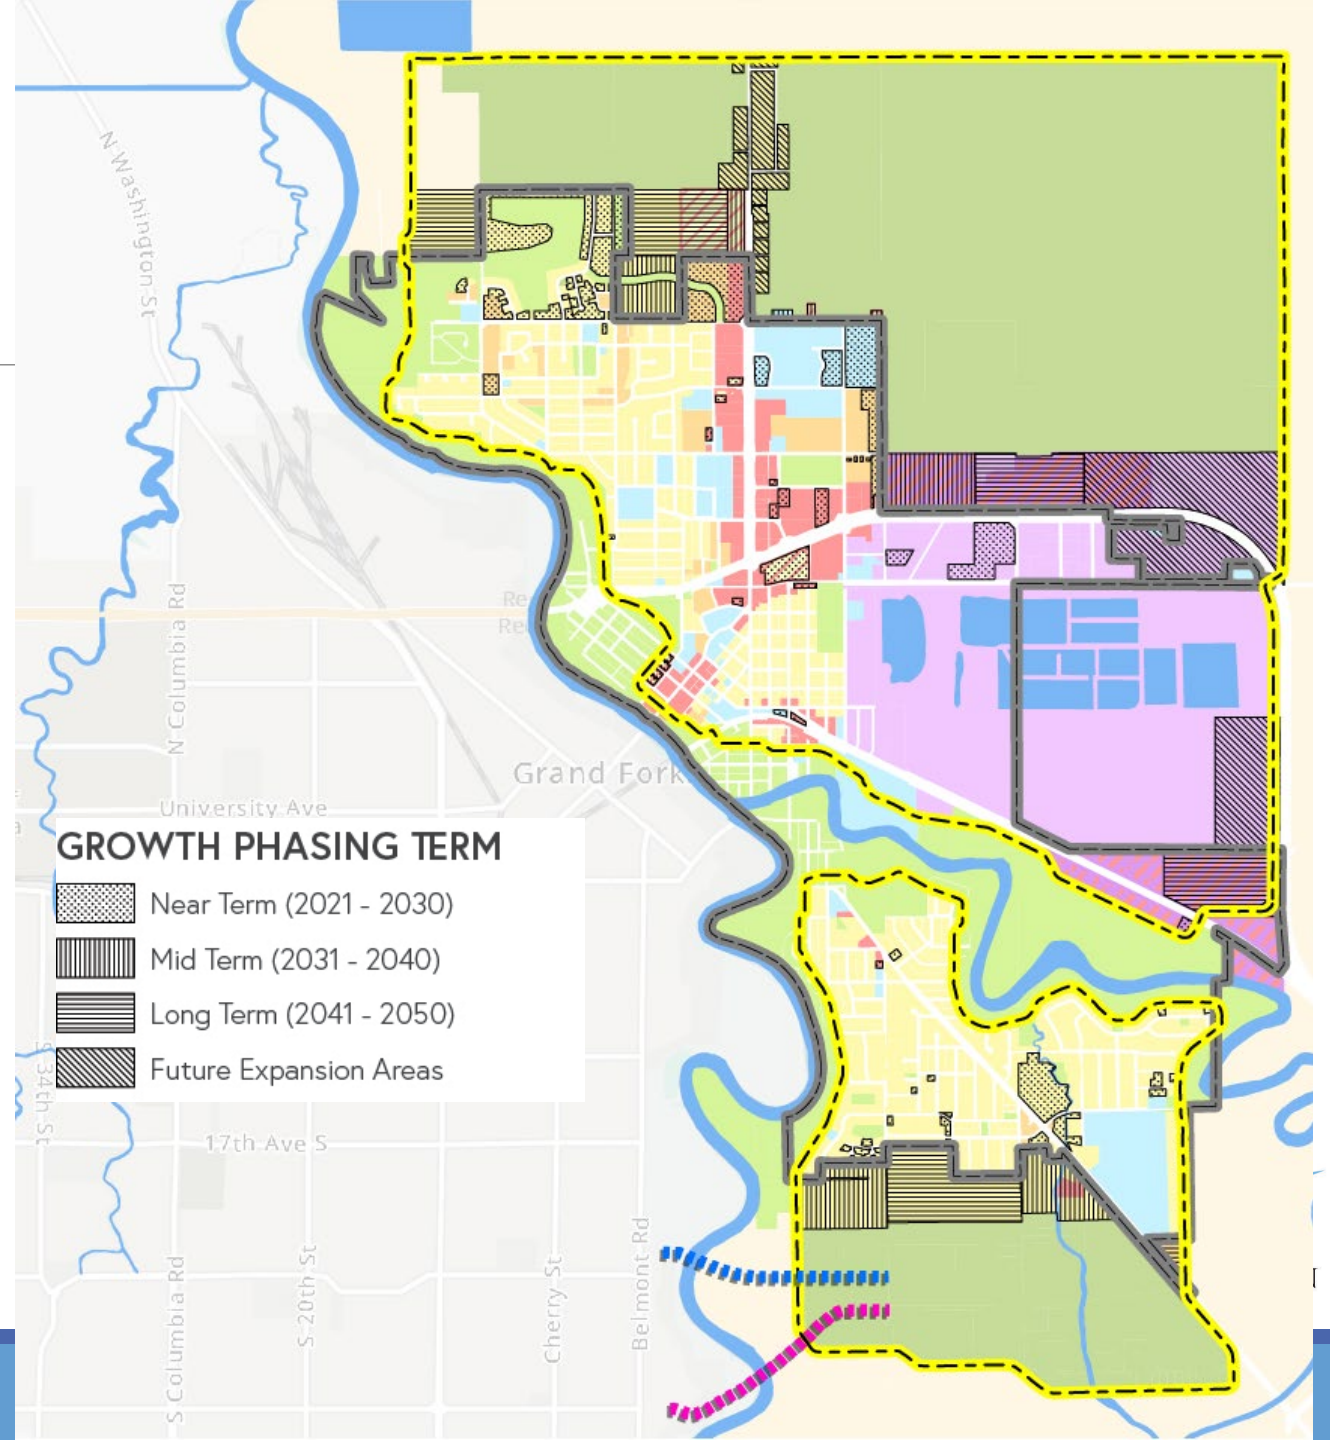 N Washington St
N Columbia Rd
Re
Re
Grand Fork
University Ave
GROWTH PHASING TERM
Near Term (2021 - 2030)
Mid Term (2031 - 2040)
Long Term (2041 - 2050)
Future Expansion Areas
S 34th St
17th Ave S
S Columbia Rd
S 20th St
Cherry St
Belmont Rd